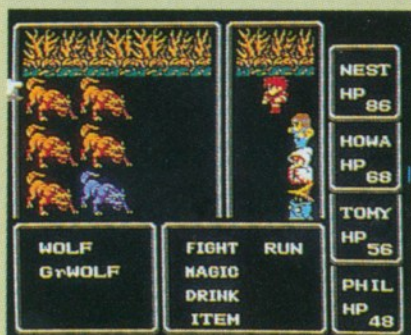 WOLF
GrWOLF
FIGHT RUN
MAGIC
DRINK
ITEM
NEST
HP
86
HOWA
HP
68
TOMY
HP
56
PHIL
HP
48